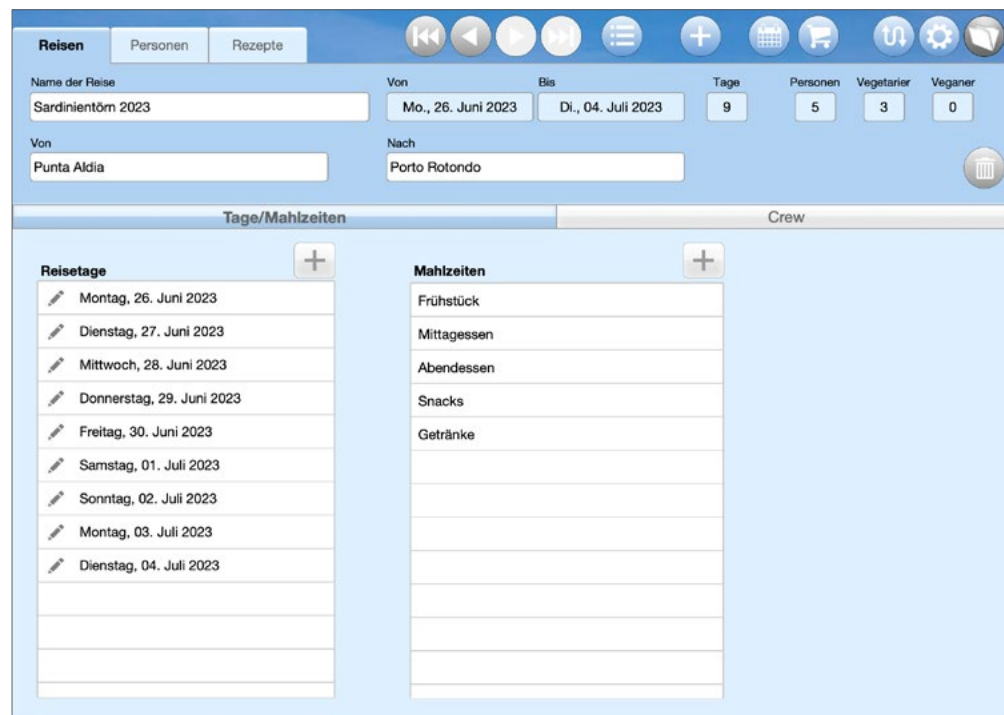 Reisen Personen Rezepte
Name der Reise Von Bis Tage Personen Vegetarier Veganer
Sardinientörn 2023 Mo., 26. Juni 2023 Di., 04. Juli 2023 9 5 3 0
Von Nach
Punta Aldia Porto Rotondo
Tage/Mahlzeiten Crew
Reisetage
Montag, 26. Juni 2023
Dienstag, 27. Juni 2023
Mittwoch, 28. Juni 2023
Donnerstag, 29. Juni 2023
Freitag, 30. Juni 2023
Samstag, 01. Juli 2023
Sonntag, 02. Juli 2023
Montag, 03. Juli 2023
Dienstag, 04. Juli 2023
Mahlzeiten
Frühstück
Mittagessen
Abendessen
Snacks
Getränke